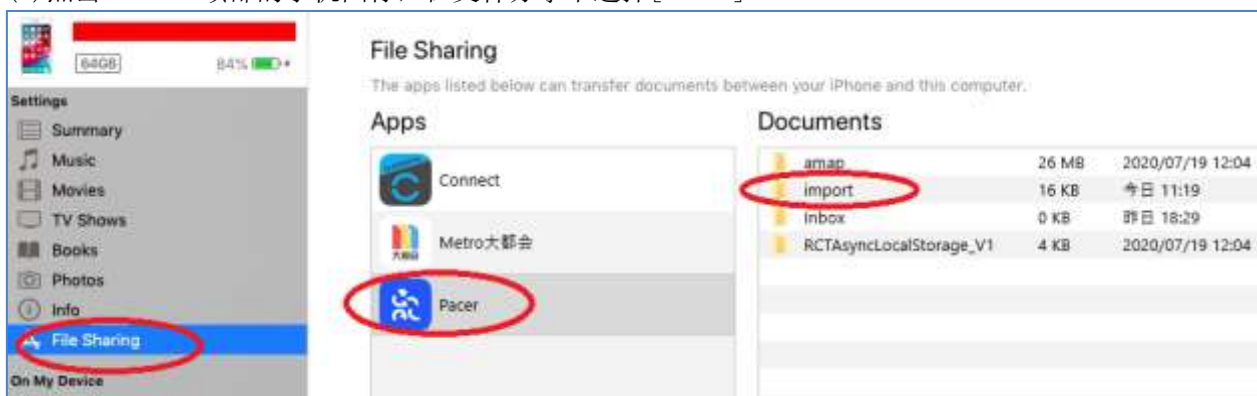 64GB 84%
Settings
Summary
Music
Movies
TV Shows
Books
Photos
Info
File Sharing
On My Device
File Sharing
The apps listed below can transfer documents between your iPhone and this computer.
Apps
Connect
Metro大都会
大都会
Pacer
Documents
amap 26 MB 2020/07/19 12:04
import 16 KB 今日 11:19
Inbox 0 KB 昨日 18:29
RCTAsyncLocalStorage_V1 4 KB 2020/07/19 12:04